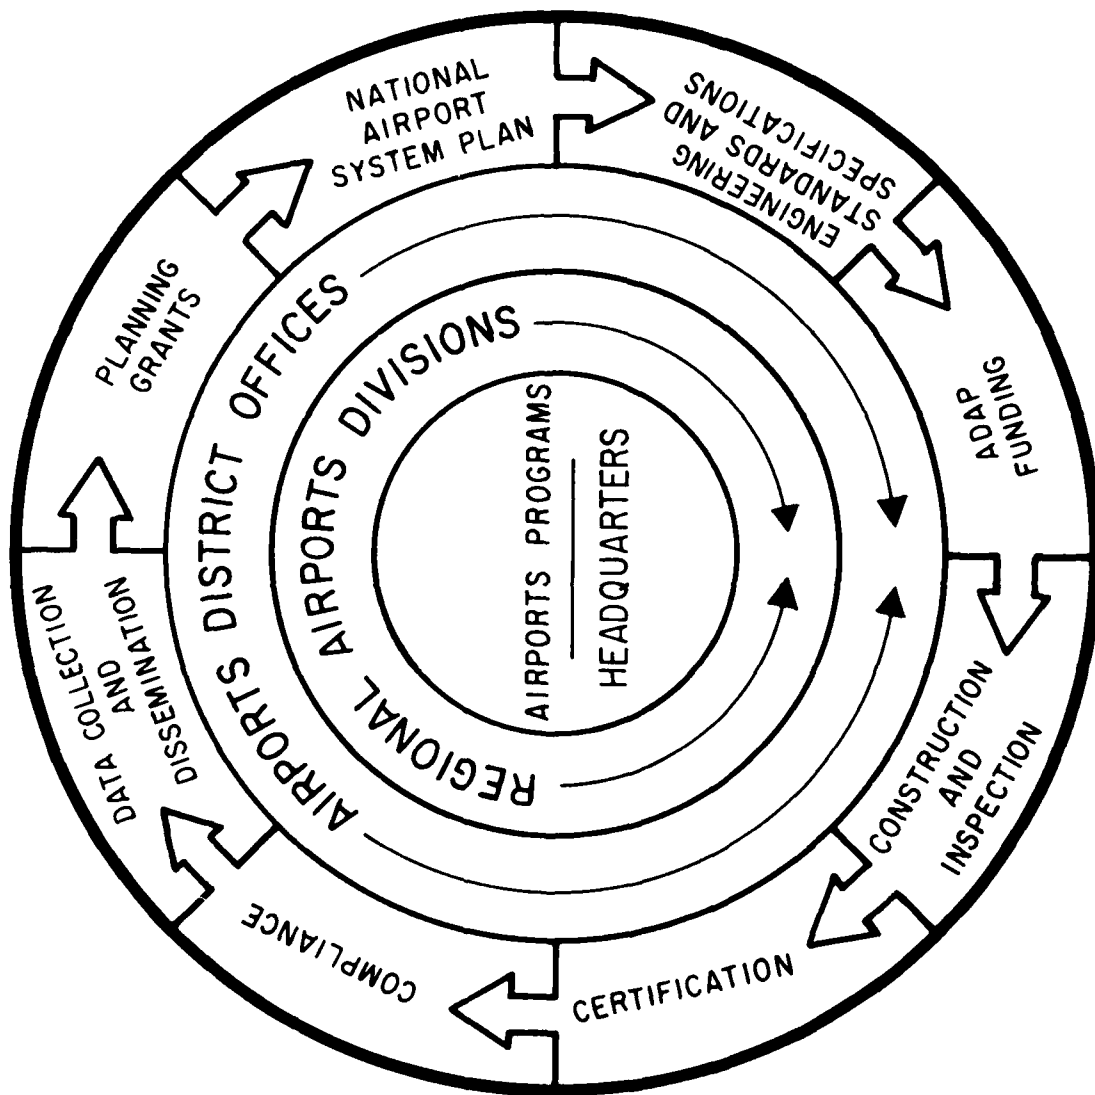 NATIONAL
AIRPORT
SYSTEM PLAN
ENGINEERING
STANDARDS AND
SPECIFICATIONS
ADAP
FUNDING
CONSTRUCTION
AND
INSPECTION
CERTIFICATION
COMPLIANCE
DATA COLLECTION
AND
DISSEMINATION
PLANNING
GRANTS
AIRPORTS DISTRICT OFFICES
REGIONAL AIRPORTS DIVISIONS
AIRPORTS PROGRAMS
HEADQUARTERS